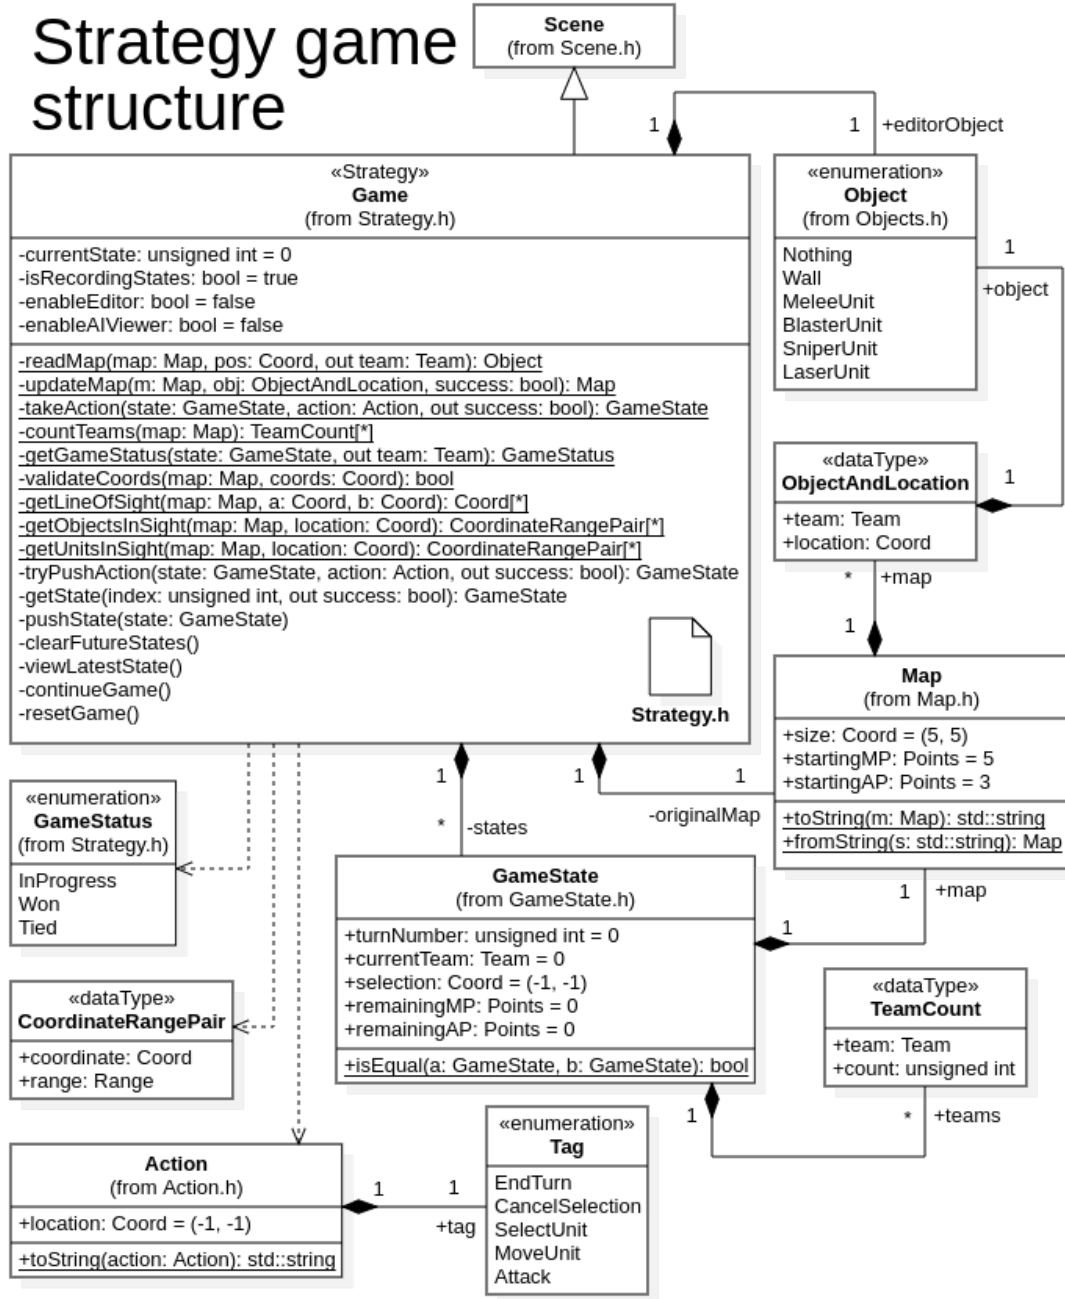 Strategy game
structure
Scene
(from Scene.h)
1
1
+editorObject
«Strategy»
Game
(from Strategy.h)
-currentState: unsigned int = 0
-isRecordingStates: bool = true
-enableEditor: bool = false
-enableAIViewer: bool = false
-readMap(map: Map, pos: Coord, out team: Team): Object
-updateMap(m: Map, obj: ObjectAndLocation, success: bool): Map
-takeAction(state: GameState, action: Action, out success: bool): GameState
-countTeams(map: Map): TeamCount[*]
-getGameStatus(state: GameState, out team: Team): GameStatus
-validateCoords(map: Map, coords: Coord): bool
-getLineOfSight(map: Map, a: Coord, b: Coord): Coord[*]
-getObjectsInSight(map: Map, location: Coord): CoordinateRangePair[*]
-getUnitsInSight(map: Map, location: Coord): CoordinateRangePair[*]
-tryPushAction(state: GameState, action: Action, out success: bool): GameState
-getState(index: unsigned int, out success: bool): GameState
-pushState(state: GameState)
-clearFutureStates()
-viewLatestState()
-continueGame()
-resetGame()
Strategy.h
«enumeration»
Object
(from Objects.h)
Nothing
Wall
MeleeUnit
BlasterUnit
SniperUnit
LaserUnit
1
+object
1
«dataType»
ObjectAndLocation
+team: Team
+location: Coord
*
+map
1
Map
(from Map.h)
+size: Coord = (5, 5)
+startingMP: Points = 5
+startingAP: Points = 3
+toString(m: Map): std::string
+fromString(s: std::string): Map
1
*
-states
1
1
-originalMap
«enumeration»
GameStatus
(from Strategy.h)
InProgress
Won
Tied
GameState
(from GameState.h)
+turnNumber: unsigned int = 0
+currentTeam: Team = 0
+selection: Coord = (-1, -1)
+remainingMP: Points = 0
+remainingAP: Points = 0
+isEqual(a: GameState, b: GameState): bool
1
+map
1
«dataType»
CoordinateRangePair
+coordinate: Coord
+range: Range
«dataType»
TeamCount
+team: Team
+count: unsigned int
1
*
+teams
Action
(from Action.h)
+location: Coord = (-1, -1)
+toString(action: Action): std::string
1
1
+tag
«enumeration»
Tag
EndTurn
CancelSelection
SelectUnit
MoveUnit
Attack